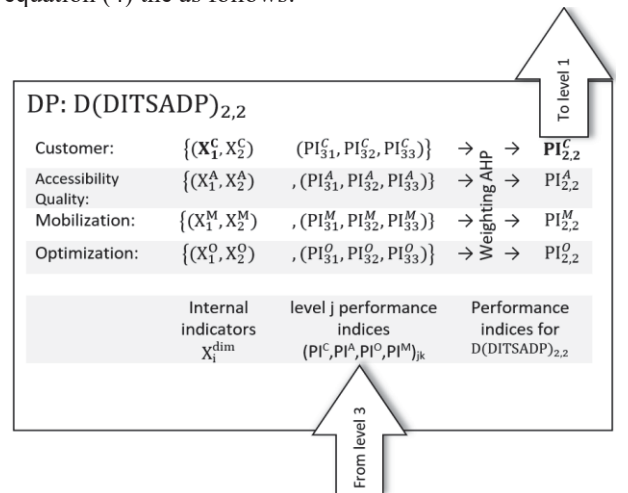 equation (4) the as follows:
To level 1
DP: D(DITSADP)₂,₂
Customer: {(X₁ᶜ, X₂ᶜ) (PI₃₁ᶜ, PI₃₂ᶜ, PI₃₃ᶜ)} → → PI₂,₂ᶜ
Accessibility Quality: {(X₁ᴬ, X₂ᴬ) , (PI₃₁ᴬ, PI₃₂ᴬ, PI₃₃ᴬ)} → → PI₂,₂ᴬ
Mobilization: {(X₁ᴹ, X₂ᴹ) , (PI₃₁ᴹ, PI₃₂ᴹ, PI₃₃ᴹ)} → → PI₂,₂ᴹ
Optimization: {(X₁ᴼ, X₂ᴼ) , (PI₃₁ᴼ, PI₃₂ᴼ, PI₃₃ᴼ)} → → PI₂,₂ᴼ
Weighting AHP
Internal indicators Xᵢᵈⁱᵐ
level j performance indices (PIᶜ,PIᴬ,PIᴼ,PIᴹ)ⱼₖ
Performance indices for D(DITSADP)₂,₂
From level 3